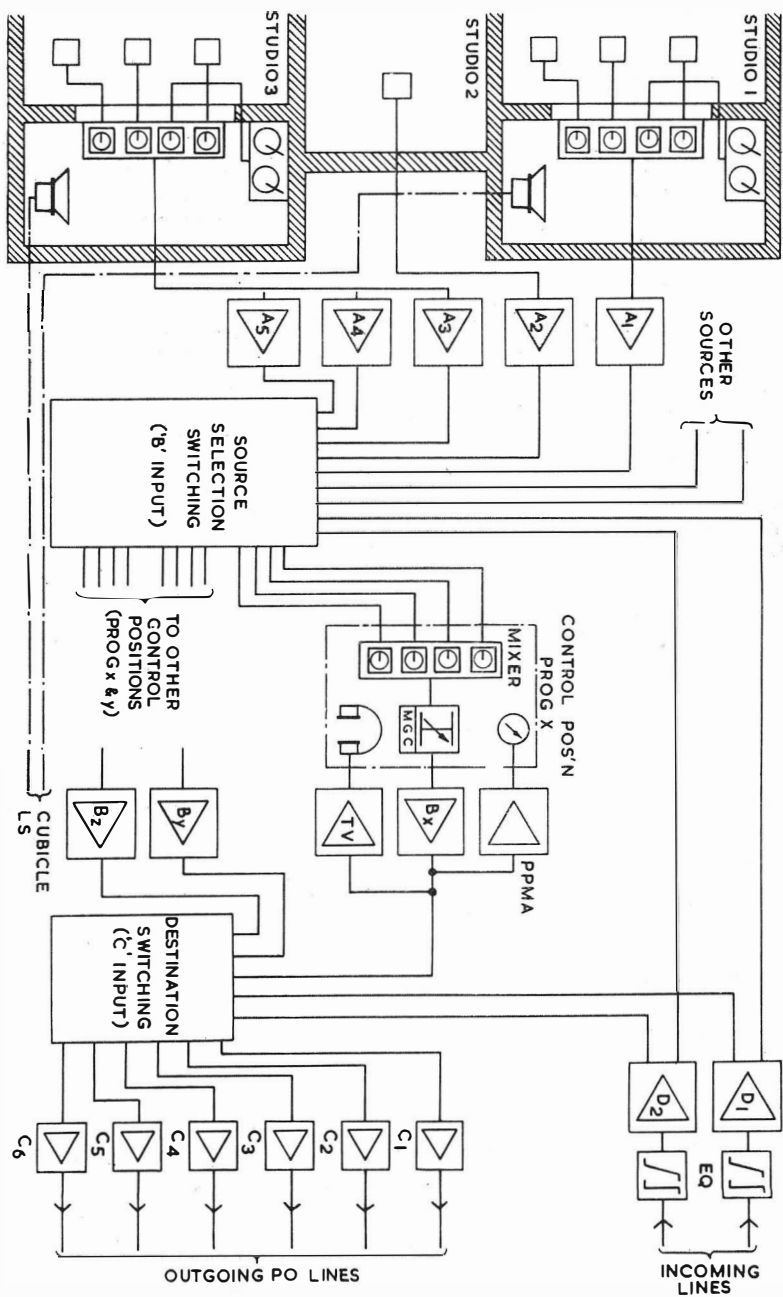 STUDIO 3
STUDIO 2
STUDIO 1
A5
A4
A3
A2
A1
OTHER
SOURCES
SOURCE
SELECTION
SWITCHING
('B' INPUT)
TO OTHER
CONTROL
POSITIONS
(PROG x & y)
CONTROL POS'N
PROG X
MIXER
MGC
TV
Bx
PPMA
By
Bz
CUBICLE
LS
DESTINATION
SWITCHING
('C' INPUT)
D1
D2
EQ
C1
C2
C3
C4
C5
C6
OUTGOING PO LINES
INCOMING
LINES